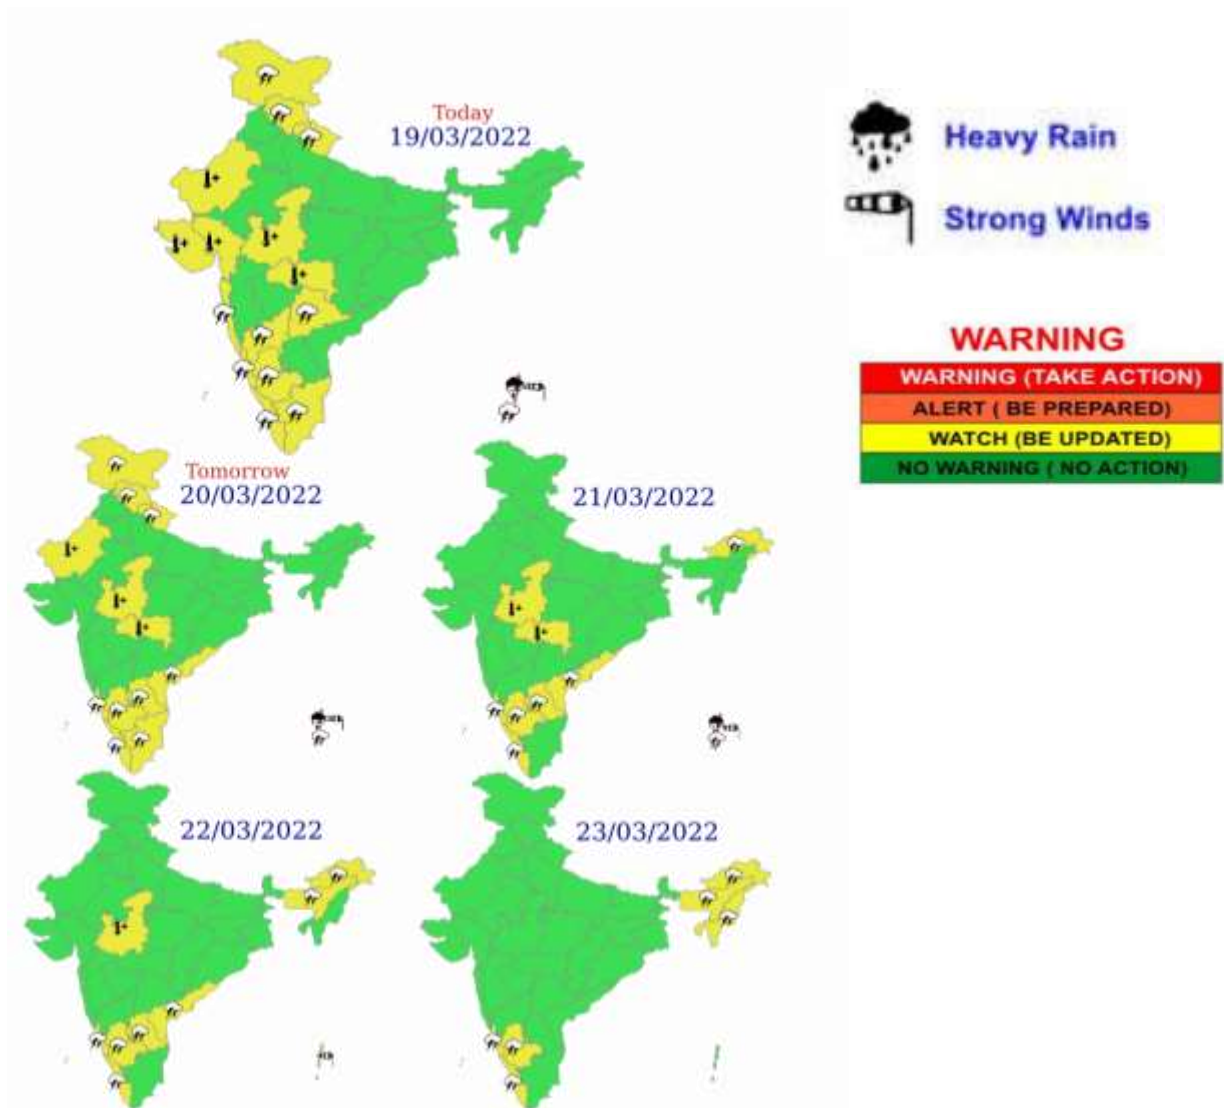 Today
19/03/2022
Heavy Rain
Strong Winds
WARNING
WARNING (TAKE ACTION)
ALERT ( BE PREPARED)
WATCH (BE UPDATED)
NO WARNING ( NO ACTION)
Tomorrow
20/03/2022
21/03/2022
22/03/2022
23/03/2022